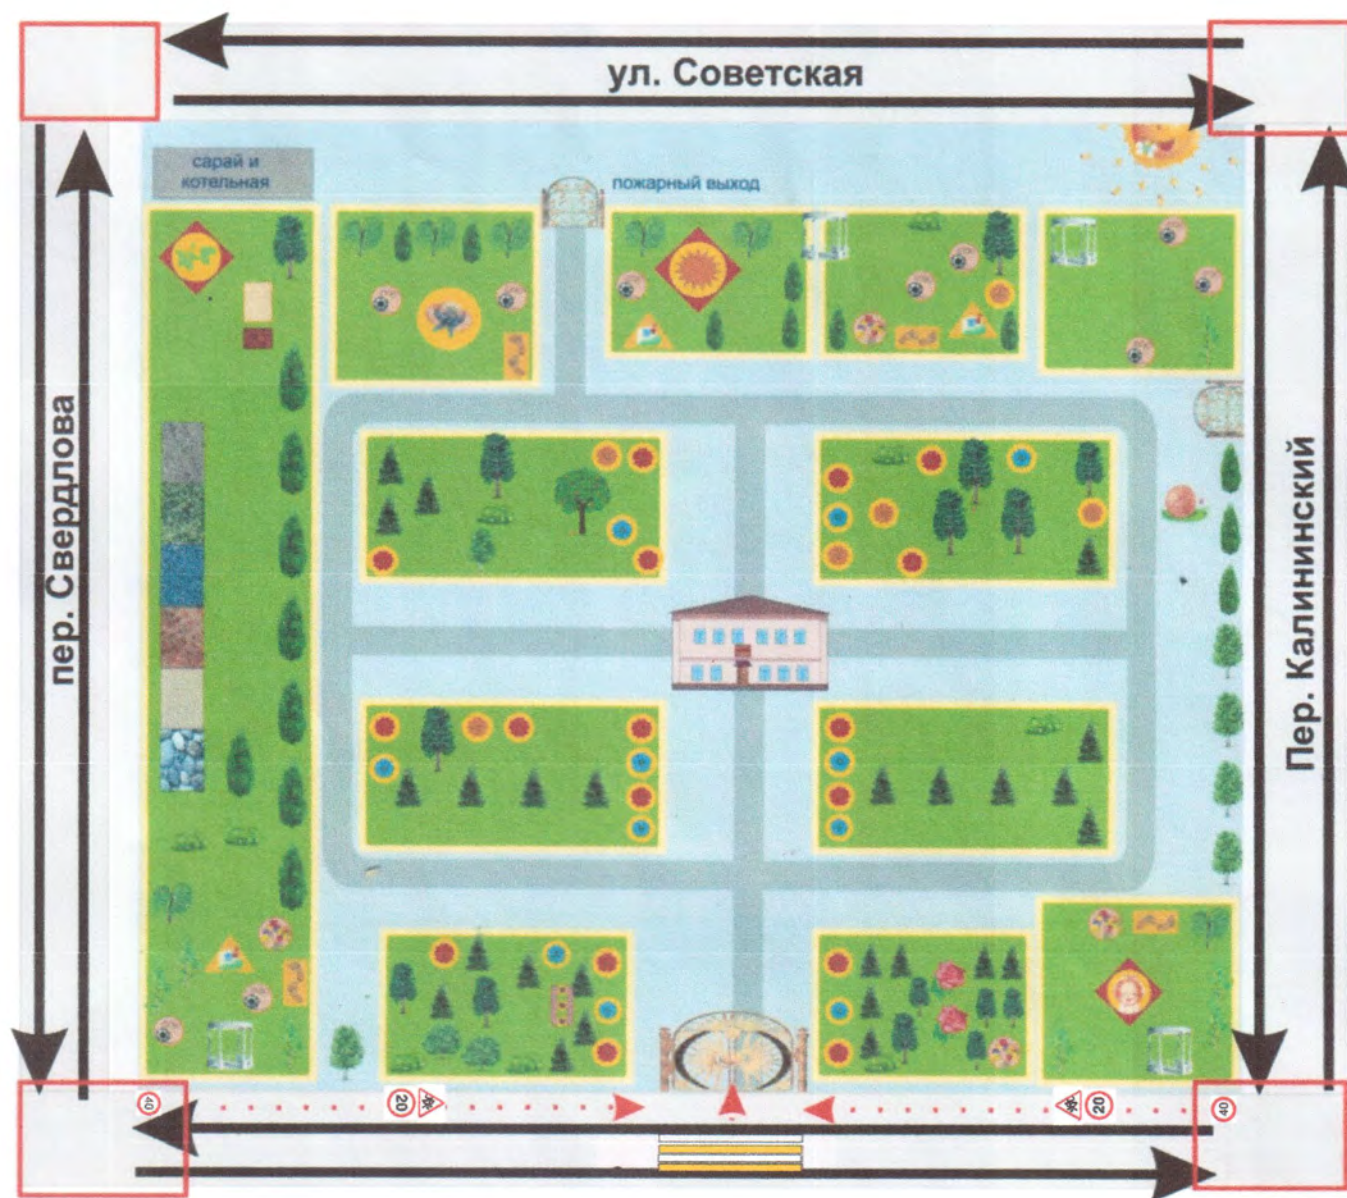 ул. Советская
сарай и
котельная
пожарный выход
пер. Свердлова
Пер. Калининский
40
20
20
40